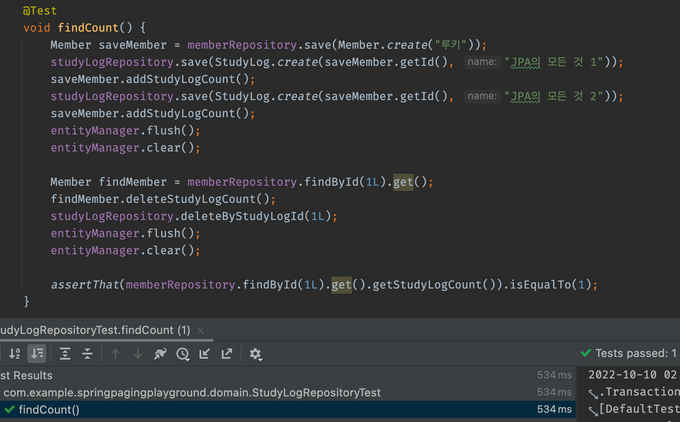 @Test
void findCount() {
Member saveMember = memberRepository.save(Member.create("루키"));
studyLogRepository.save(StudyLog.create(saveMember.getId(), name: "JPA의 모든 것 1"));
saveMember.addStudyLogCount();
studyLogRepository.save(StudyLog.create(saveMember.getId(), name: "JPA의 모든 것 2"));
saveMember.addStudyLogCount();
entityManager.flush();
entityManager.clear();
Member findMember = memberRepository.findById(1L).get();
findMember.deleteStudyLogCount();
studyLogRepository.deleteByStudyLogId(1L);
entityManager.flush();
entityManager.clear();
assertThat(memberRepository.findById(1L).get().getStudyLogCount()).isEqualTo(1);
}
tudyLogRepositoryTest.findCount (1) ×
Tests passed: 1
st Results 534 ms
com.example.springpagingplayground.domain.StudyLogRepositoryTest 534 ms
findCount() 534 ms
2022-10-10 02
.Transaction
[DefaultTest